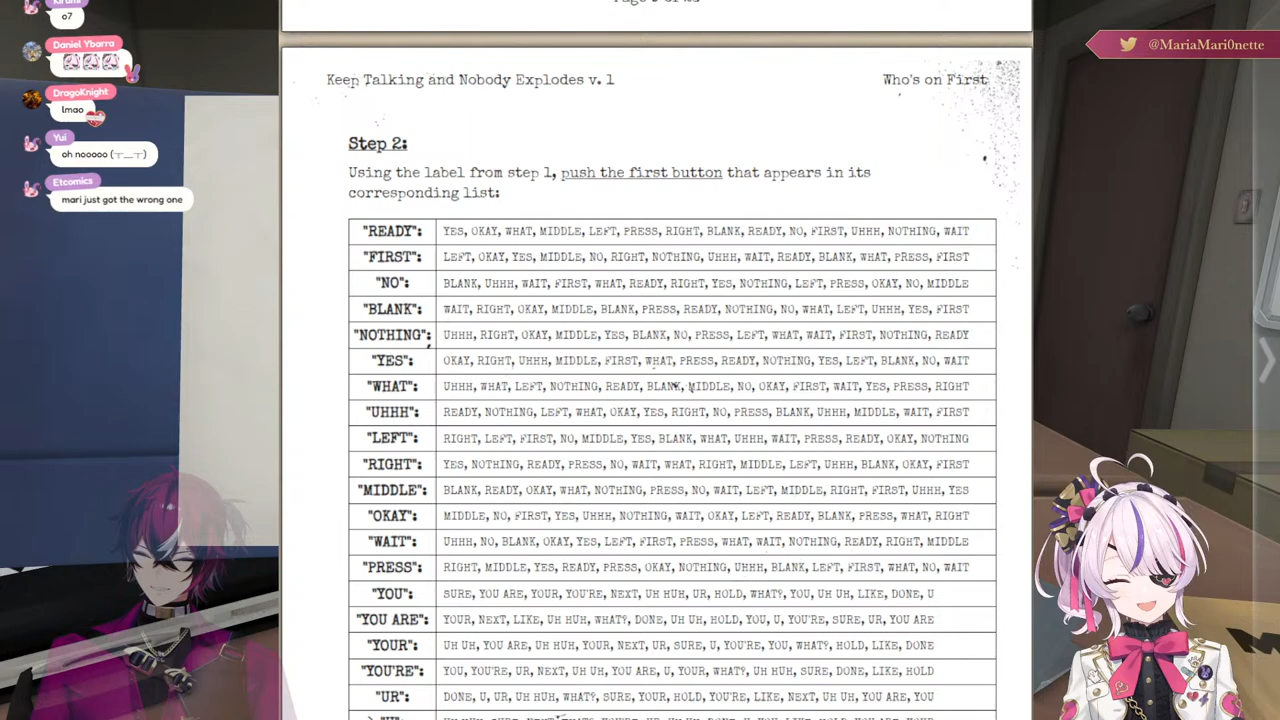 Kirumi
o7
Daniel Ybarra
DragoKnight
lmao
Yui
oh nooooo (ㅜ__ㅜ)
Etcomics
mari just got the wrong one
@MariaMari0nette
Keep Talking and Nobody Explodes v. 1
Who's on First
Step 2:
Using the label from step 1, push the first button that appears in its
corresponding list:
"READY": YES, OKAY, WHAT, MIDDLE, LEFT, PRESS, RIGHT, BLANK, READY, NO, FIRST, UHHH, NOTHING, WAIT
"FIRST": LEFT, OKAY, YES, MIDDLE, NO, RIGHT, NOTHING, UHHH, WAIT, READY, BLANK, WHAT, PRESS, FIRST
"NO": BLANK, UHHH, WAIT, FIRST, WHAT, READY, RIGHT, YES, NOTHING, LEFT, PRESS, OKAY, NO, MIDDLE
"BLANK": WAIT, RIGHT, OKAY, MIDDLE, BLANK, PRESS, READY, NOTHING, NO, WHAT, LEFT, UHHH, YES, FIRST
"NOTHING": UHHH, RIGHT, OKAY, MIDDLE, YES, BLANK, NO, PRESS, LEFT, WHAT, WAIT, FIRST, NOTHING, READY
"YES": OKAY, RIGHT, UHHH, MIDDLE, FIRST, WHAT, PRESS, READY, NOTHING, YES, LEFT, BLANK, NO, WAIT
"WHAT": UHHH, WHAT, LEFT, NOTHING, READY, BLANK, MIDDLE, NO, OKAY, FIRST, WAIT, YES, PRESS, RIGHT
"UHHH": READY, NOTHING, LEFT, WHAT, OKAY, YES, RIGHT, NO, PRESS, BLANK, UHHH, MIDDLE, WAIT, FIRST
"LEFT": RIGHT, LEFT, FIRST, NO, MIDDLE, YES, BLANK, WHAT, UHHH, WAIT, PRESS, READY, OKAY, NOTHING
"RIGHT": YES, NOTHING, READY, PRESS, NO, WAIT, WHAT, RIGHT, MIDDLE, LEFT, UHHH, BLANK, OKAY, FIRST
"MIDDLE": BLANK, READY, OKAY, WHAT, NOTHING, PRESS, NO, WAIT, LEFT, MIDDLE, RIGHT, FIRST, UHHH, YES
"OKAY": MIDDLE, NO, FIRST, YES, UHHH, NOTHING, WAIT, OKAY, LEFT, READY, BLANK, PRESS, WHAT, RIGHT
"WAIT": UHHH, NO, BLANK, OKAY, YES, LEFT, FIRST, PRESS, WHAT, WAIT, NOTHING, READY, RIGHT, MIDDLE
"PRESS": RIGHT, MIDDLE, YES, READY, PRESS, OKAY, NOTHING, UHHH, BLANK, LEFT, FIRST, WHAT, NO, WAIT
"YOU": SURE, YOU ARE, YOUR, YOU'RE, NEXT, UH HUH, UR, HOLD, WHAT?, YOU, UH UH, LIKE, DONE, U
"YOU ARE": YOUR, NEXT, LIKE, UH HUH, WHAT?, DONE, UH UH, HOLD, YOU, U, YOU'RE, SURE, UR, YOU ARE
"YOUR": UH UH, YOU ARE, UH HUH, YOUR, NEXT, UR, SURE, U, YOU'RE, YOU, WHAT?, HOLD, LIKE, DONE
"YOU'RE": YOU, YOU'RE, UR, NEXT, UH UH, YOU ARE, U, YOUR, WHAT?, UH HUH, SURE, DONE, LIKE, HOLD
"UR": DONE, U, UR, UH HUH, WHAT?, SURE, YOUR, HOLD, YOU'RE, LIKE, NEXT, UH UH, YOU ARE, YOU